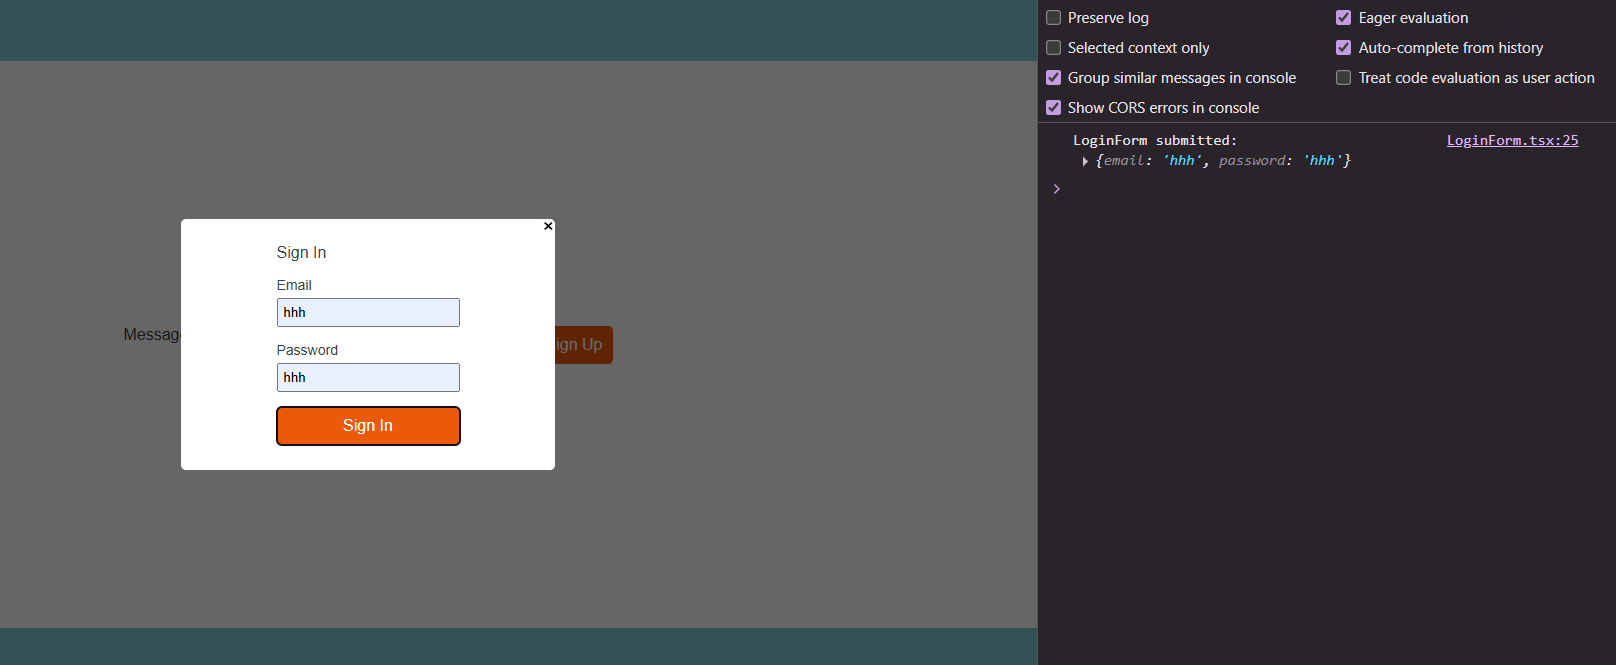 Preserve log
Eager evaluation
Selected context only
Auto-complete from history
Group similar messages in console
Treat code evaluation as user action
Show CORS errors in console
LoginForm submitted: LoginForm.tsx:25
{email: 'hhh', password: 'hhh'}
×
Sign In
Email
hhh
Message
ign Up
Password
hhh
Sign In